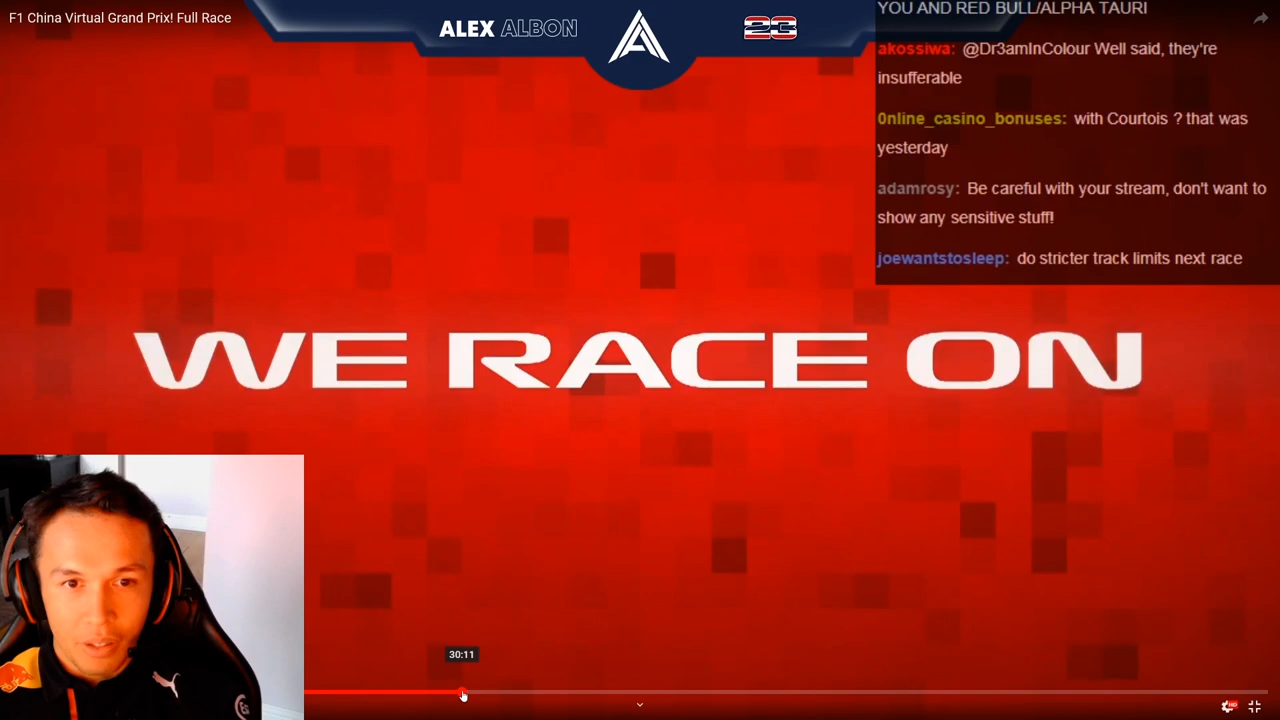 F1 China Virtual Grand Prix! Full Race
ALEX ALBON
23
YOU AND RED BULL/ALPHA TAURI
akossiwa: @Dr3amInColour Well said, they're
insufferable
0nline_casino_bonuses: with Courtois ? that was
yesterday
adamrosy: Be careful with your stream, don't want to
show any sensitive stuff!
joewantstosleep: do stricter track limits next race
WE RACE ON
30:11
HD